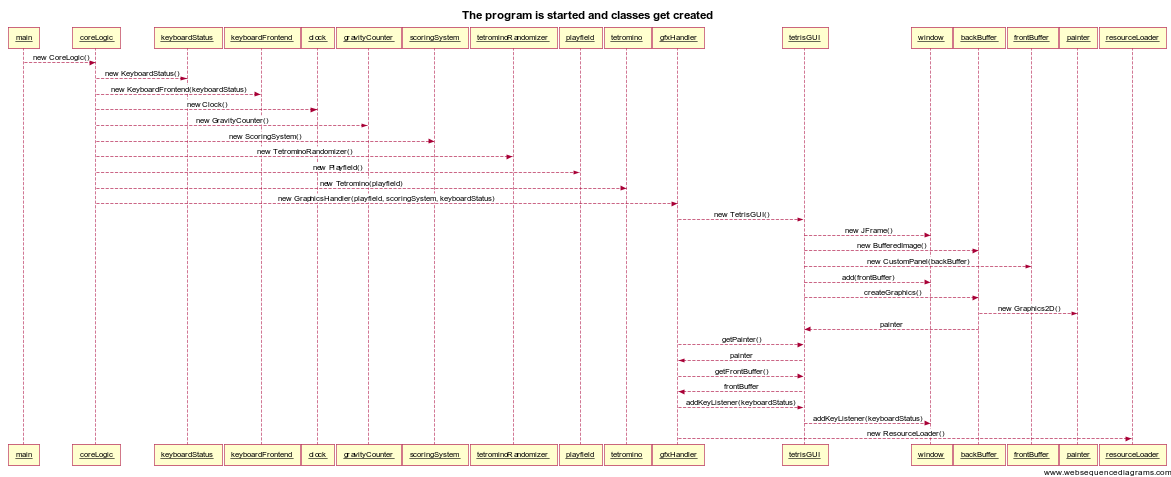 The program is started and classes get created
main coreLogic keyboardStatus keyboardFrontend clock gravityCounter scoringSystem tetrominoRandomizer playfield tetromino gfxHandler tetrisGUI window backBuffer frontBuffer painter resourceLoader
new CoreLogic()
new KeyboardStatus()
new KeyboardFrontend(keyboardStatus)
new Clock()
new GravityCounter()
new ScoringSystem()
new TetrominoRandomizer()
new Playfield()
new Tetromino(playfield)
new GraphicsHandler(playfield, scoringSystem, keyboardStatus)
new TetrisGUI()
new JFrame()
new BufferedImage()
new CustomPanel(backBuffer)
add(frontBuffer)
createGraphics()
new Graphics2D()
painter
getPainter()
painter
getFrontBuffer()
frontBuffer
addKeyListener(keyboardStatus)
addKeyListener(keyboardStatus)
new ResourceLoader()
main coreLogic keyboardStatus keyboardFrontend clock gravityCounter scoringSystem tetrominoRandomizer playfield tetromino gfxHandler tetrisGUI window backBuffer frontBuffer painter resourceLoader
www.websequencediagrams.com